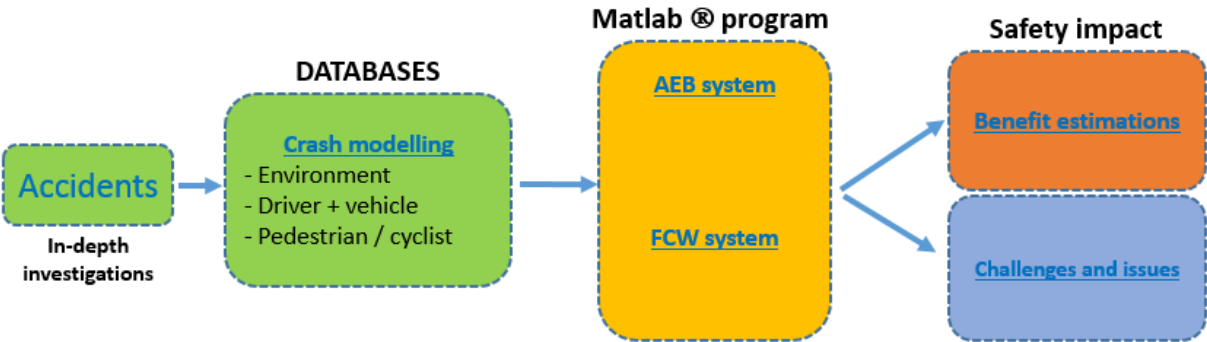 Accidents
In-depth
investigations
DATABASES
Crash modelling
- Environment
- Driver + vehicle
- Pedestrian / cyclist
Matlab ® program
AEB system
FCW system
Safety impact
Benefit estimations
Challenges and issues